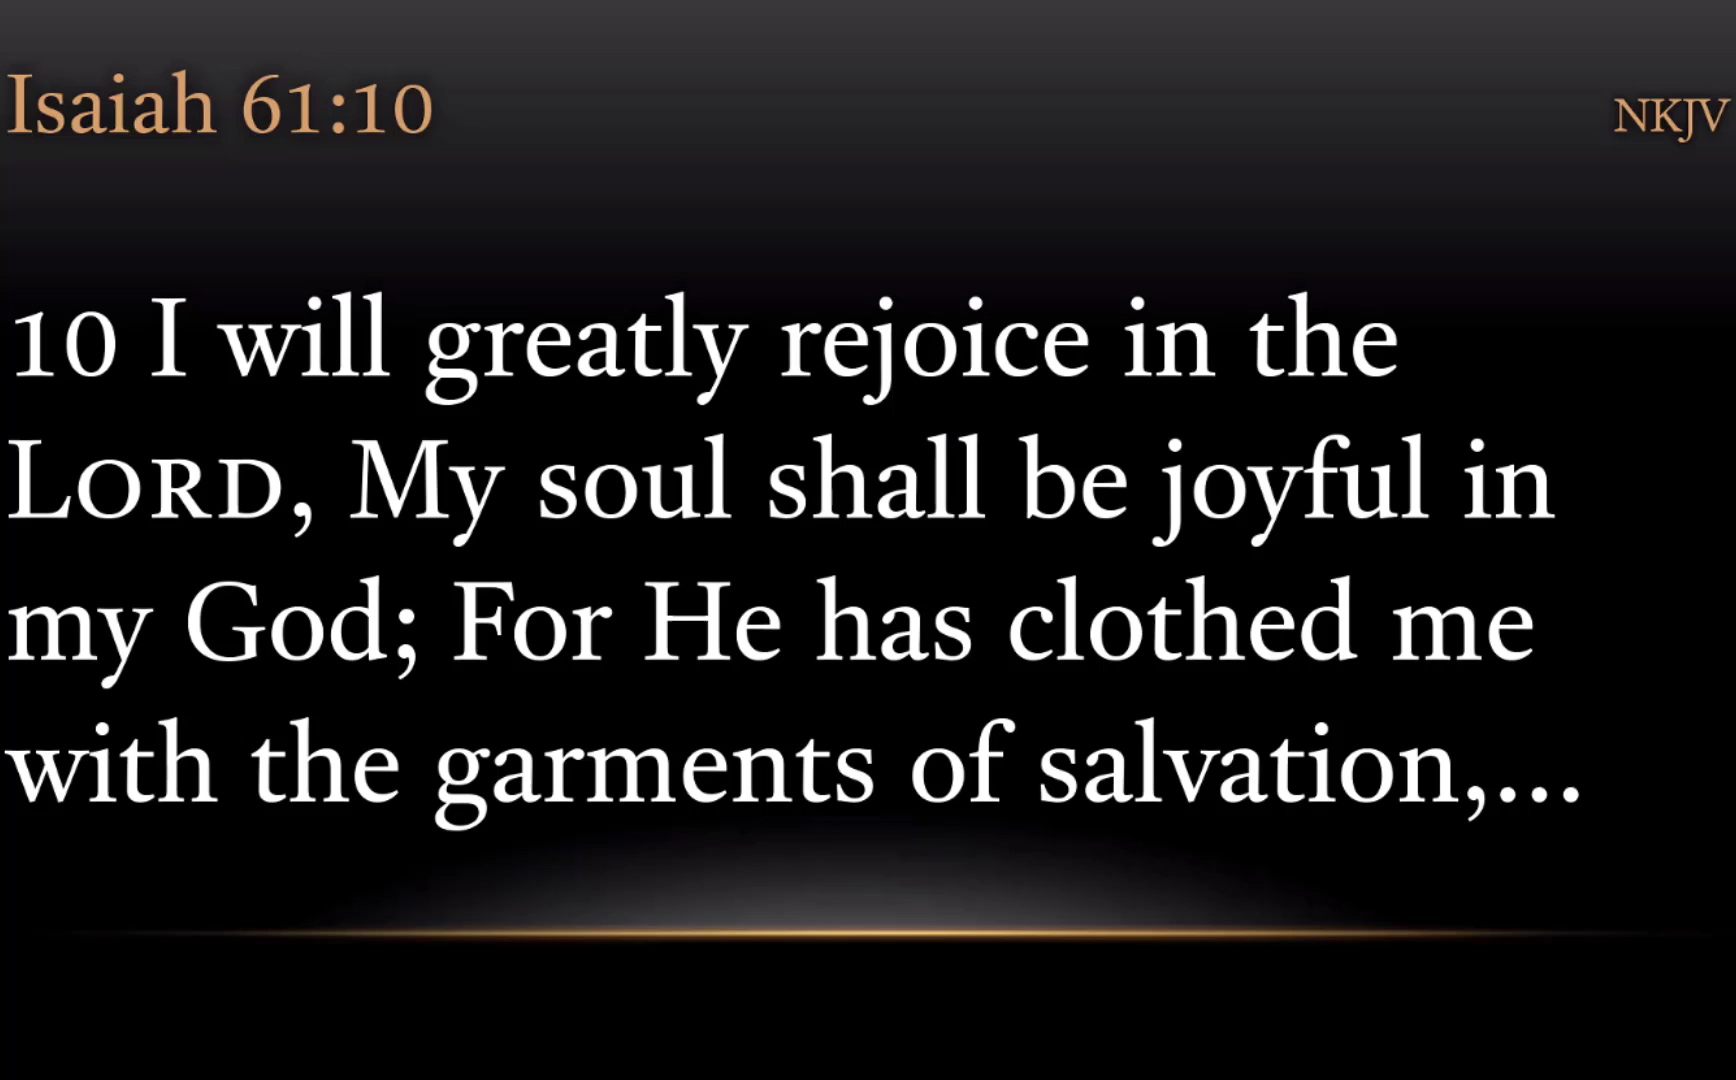 Isaiah 61:10
NKJV
10 I will greatly rejoice in the
LORD, My soul shall be joyful in
my God; For He has clothed me
with the garments of salvation,...